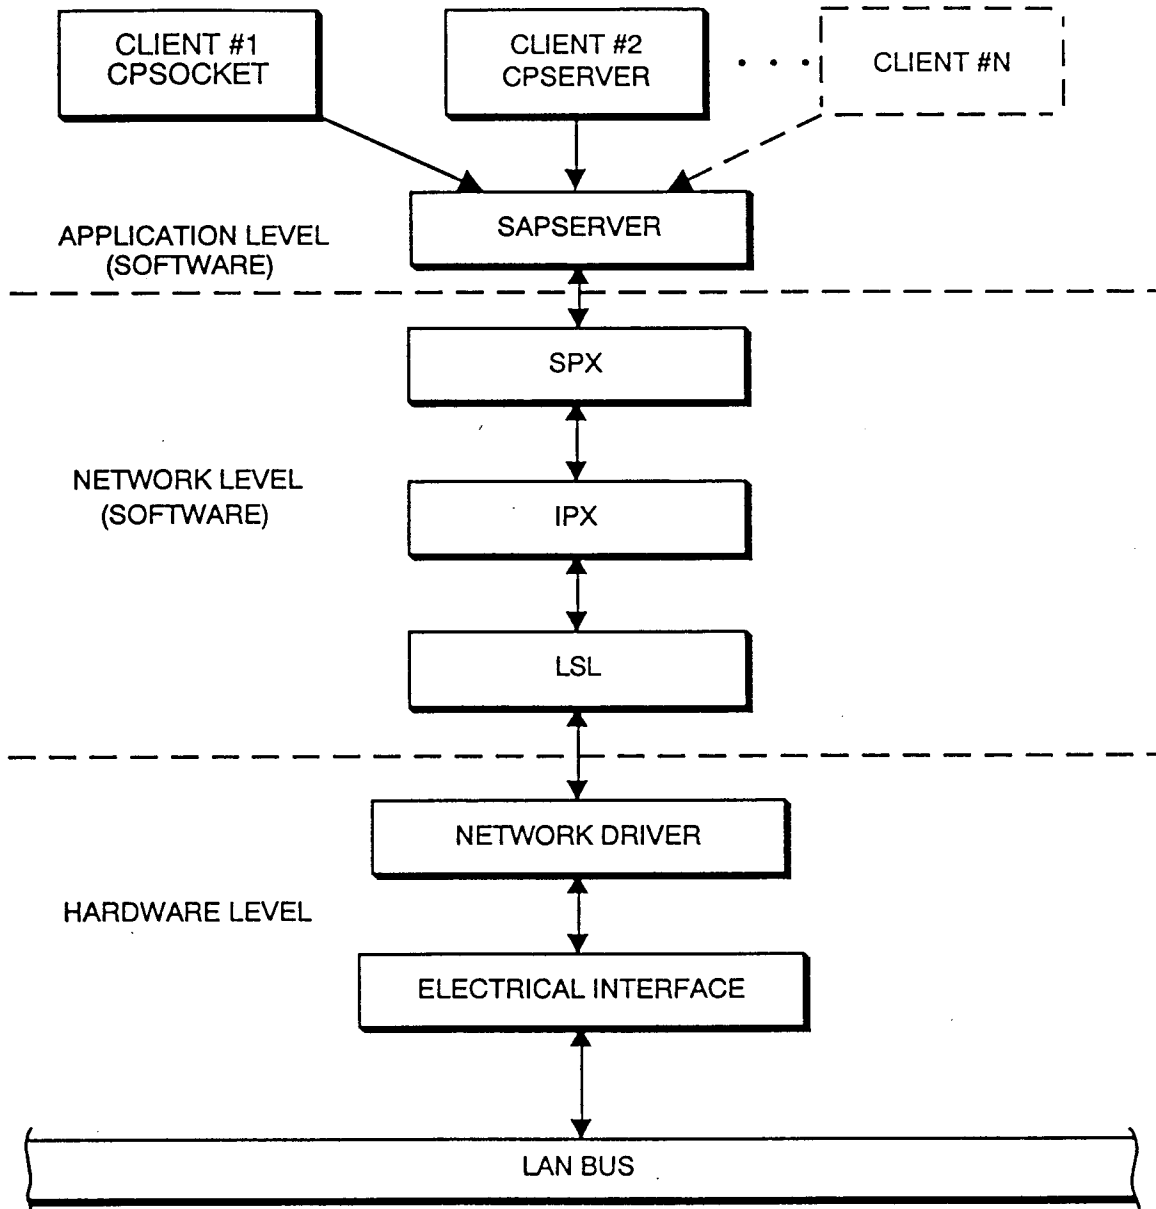 CLIENT #1
CPSOCKET
CLIENT #2
CPSERVER
CLIENT #N
SAPSERVER
APPLICATION LEVEL
(SOFTWARE)
SPX
NETWORK LEVEL
(SOFTWARE)
IPX
LSL
NETWORK DRIVER
HARDWARE LEVEL
ELECTRICAL INTERFACE
LAN BUS